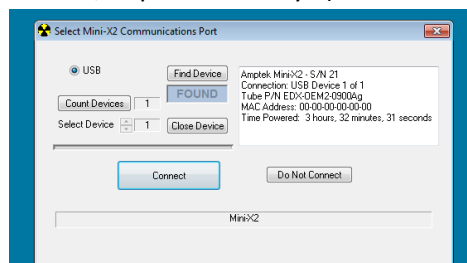 Select Mini-X2 Communications Port
USB
Find Device
FOUND
Count Devices 1
Select Device 1
Close Device
Amptek Mini-X2 - S/N 21
Connection: USB Device 1 of 1
Tube P/N EDX-OEM2-0900Ag
MAC Address: 00-00-00-00-00-00
Time Powered: 3 hours, 32 minutes, 31 seconds
Connect
Do Not Connect
Mini-X2